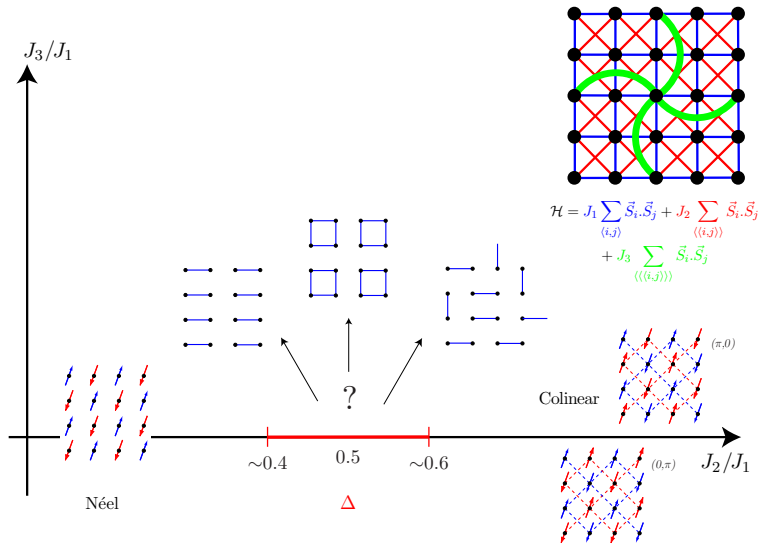 J₃/J₁
ℋ = J₁ ∑⟨i,j⟩ S⃗ᵢ.S⃗ⱼ + J₂ ∑⟨⟨i,j⟩⟩ S⃗ᵢ.S⃗ⱼ
+ J₃ ∑⟨⟨⟨i,j⟩⟩⟩ S⃗ᵢ.S⃗ⱼ
(π,0)
?
Colinear
∼0.4
0.5
∼0.6
J₂/J₁
(0,π)
Néel
Δ